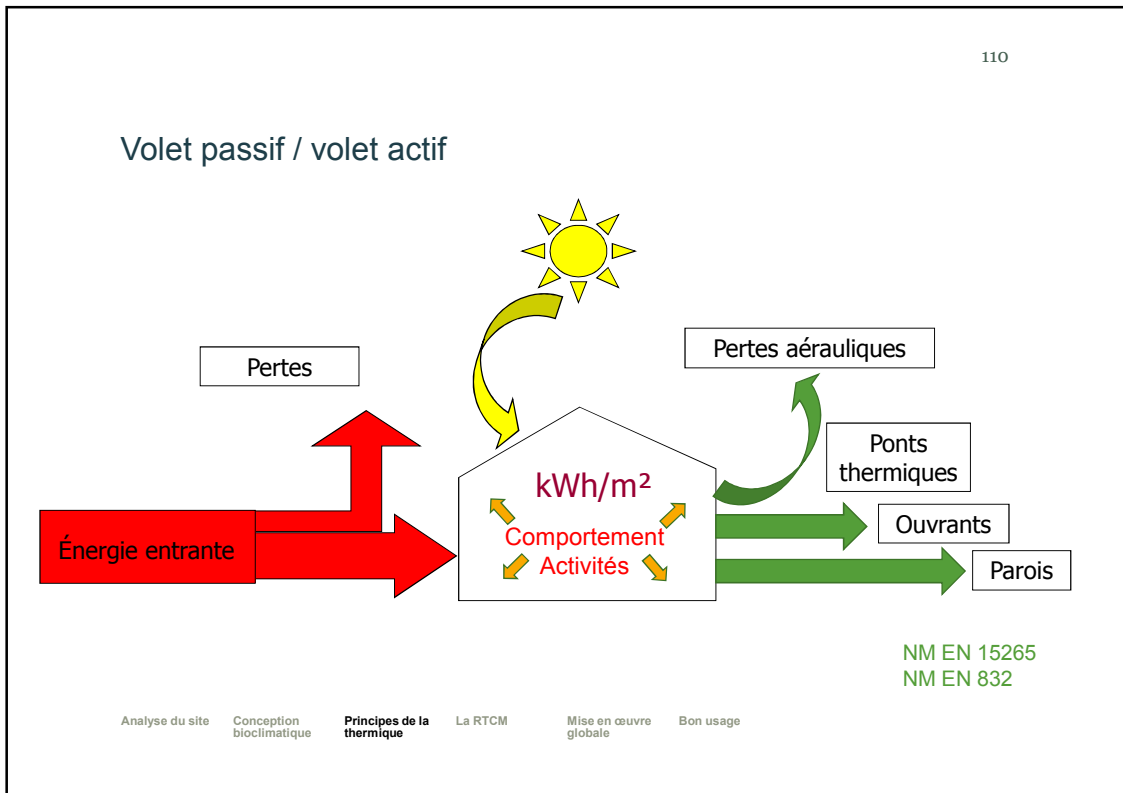 110
Volet passif / volet actif
Pertes
Pertes aérauliques
Ponts
thermiques
kWh/m²
Comportement
Activités
Énergie entrante
Ouvrants
Parois
NM EN 15265
NM EN 832
Analyse du site
Conception
bioclimatique
Principes de la
thermique
La RTCM
Mise en œuvre
globale
Bon usage